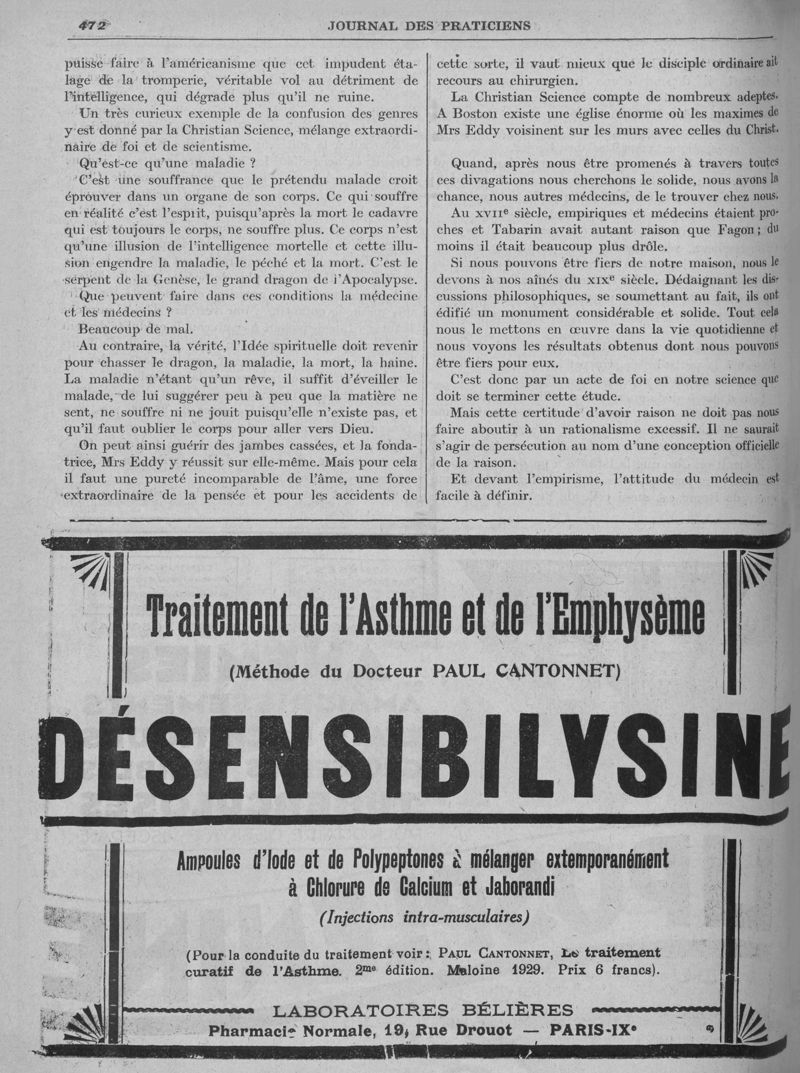 472
JOURNAL DES PRATICIENS
puisse faire à l'américanisme que cet impudent éta-
lage de la tromperie, véritable vol au détriment de
l'intelligence, qui dégrade plus qu'il ne ruine.
Un très curieux exemple de la confusion des genres
y est donné par la Christian Science, mélange extraordi-
naire de foi et de scientisme.
Qu'est-ce qu'une maladie ?
C'est une souffrance que le prétendu malade croit
éprouver dans un organe de son corps. Ce qui souffre
en réalité c'est l'esprit, puisqu'après la mort le cadavre
qui est toujours le corps, ne souffre plus. Ce corps n'est
qu'une illusion de l'intelligence mortelle et cette illu-
sion engendre la maladie, le péché et la mort. C'est le
serpent de la Genèse, le grand dragon de l'Apocalypse.
Que peuvent faire dans ces conditions la médecine
et les médecins ?
Beaucoup de mal.
Au contraire, la vérité, l'Idée spirituelle doit revenir
pour chasser le dragon, la maladie, la mort, la haine.
La maladie n'étant qu'un rêve, il suffit d'éveiller le
malade, de lui suggérer peu à peu que la matière ne
sent, ne souffre ni ne jouit puisqu'elle n'existe pas, et
qu'il faut oublier le corps pour aller vers Dieu.
On peut ainsi guérir des jambes cassées, et la fonda-
trice, Mrs Eddy y réussit sur elle-même. Mais pour cela
il faut une pureté incomparable de l'âme, une force
extraordinaire de la pensée et pour les accidents de
cette sorte, il vaut mieux que le disciple ordinaire ait
recours au chirurgien.
La Christian Science compte de nombreux adeptes.
A Boston existe une église énorme où les maximes de
Mrs Eddy voisinent sur les murs avec celles du Christ.
Quand, après nous être promenés à travers toutes
ces divagations nous cherchons le solide, nous avons la
chance, nous autres médecins, de le trouver chez nous.
Au XVIIe siècle, empiriques et médecins étaient pro-
ches et Tabarin avait autant raison que Fagon ; du
moins il était beaucoup plus drôle.
Si nous pouvons être fiers de notre maison, nous le
devons à nos aînés du XIXe siècle. Dédaignant les dis-
cussions philosophiques, se soumettant au fait, ils ont
édifié un monument considérable et solide. Tout cela
nous le mettons en œuvre dans la vie quotidienne et
nous voyons les résultats obtenus dont nous pouvons
être fiers pour eux.
C'est donc par un acte de foi en notre science que
doit se terminer cette étude.
Mais cette certitude d'avoir raison ne doit pas nous
faire aboutir à un rationalisme excessif. Il ne saurait
s'agir de persécution au nom d'une conception officielle
de la raison.
Et devant l'empirisme, l'attitude du médecin est
facile à définir.
Traitement de l'Asthme et de l'Emphysème
(Méthode du Docteur PAUL CANTONNET)
DÉSENSIBILYSINE
Ampoules d'Iode et de Polypeptones à mélanger extemporanément
à Chlorure de Calcium et Jaborandi
(Injections intra-musculaires)
(Pour la conduite du traitement voir : PAUL CANTONNET, Le traitement
curatif de l'Asthme. 2me édition. Maloine 1929. Prix 6 francs).
LABORATOIRES BÉLIÈRES
Pharmacie Normale, 19, Rue Drouot — PARIS-IXe